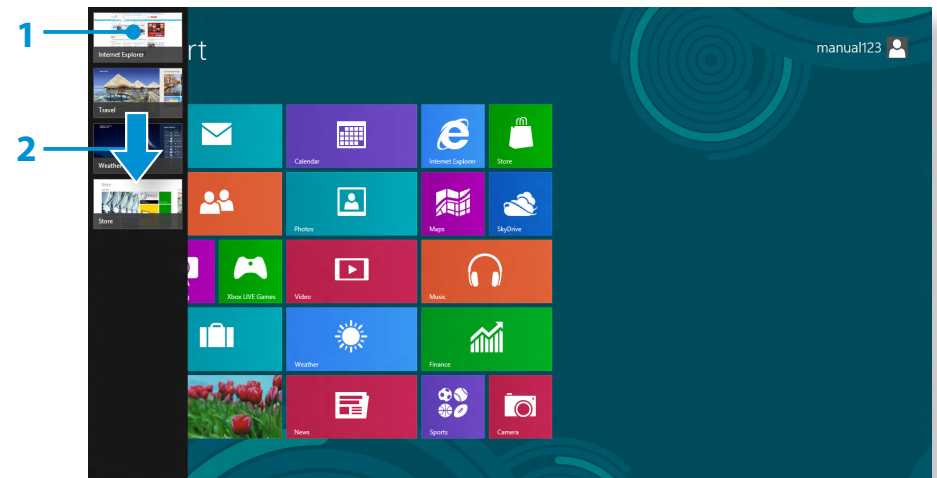 1
Internet Explorer
rt
manual123
Travel
2
Weather
Store
Calendar
Internet Explorer
Store
Photos
Maps
SkyDrive
Xbox LIVE Games
Video
Music
Weather
Finance
News
Sports
Camera